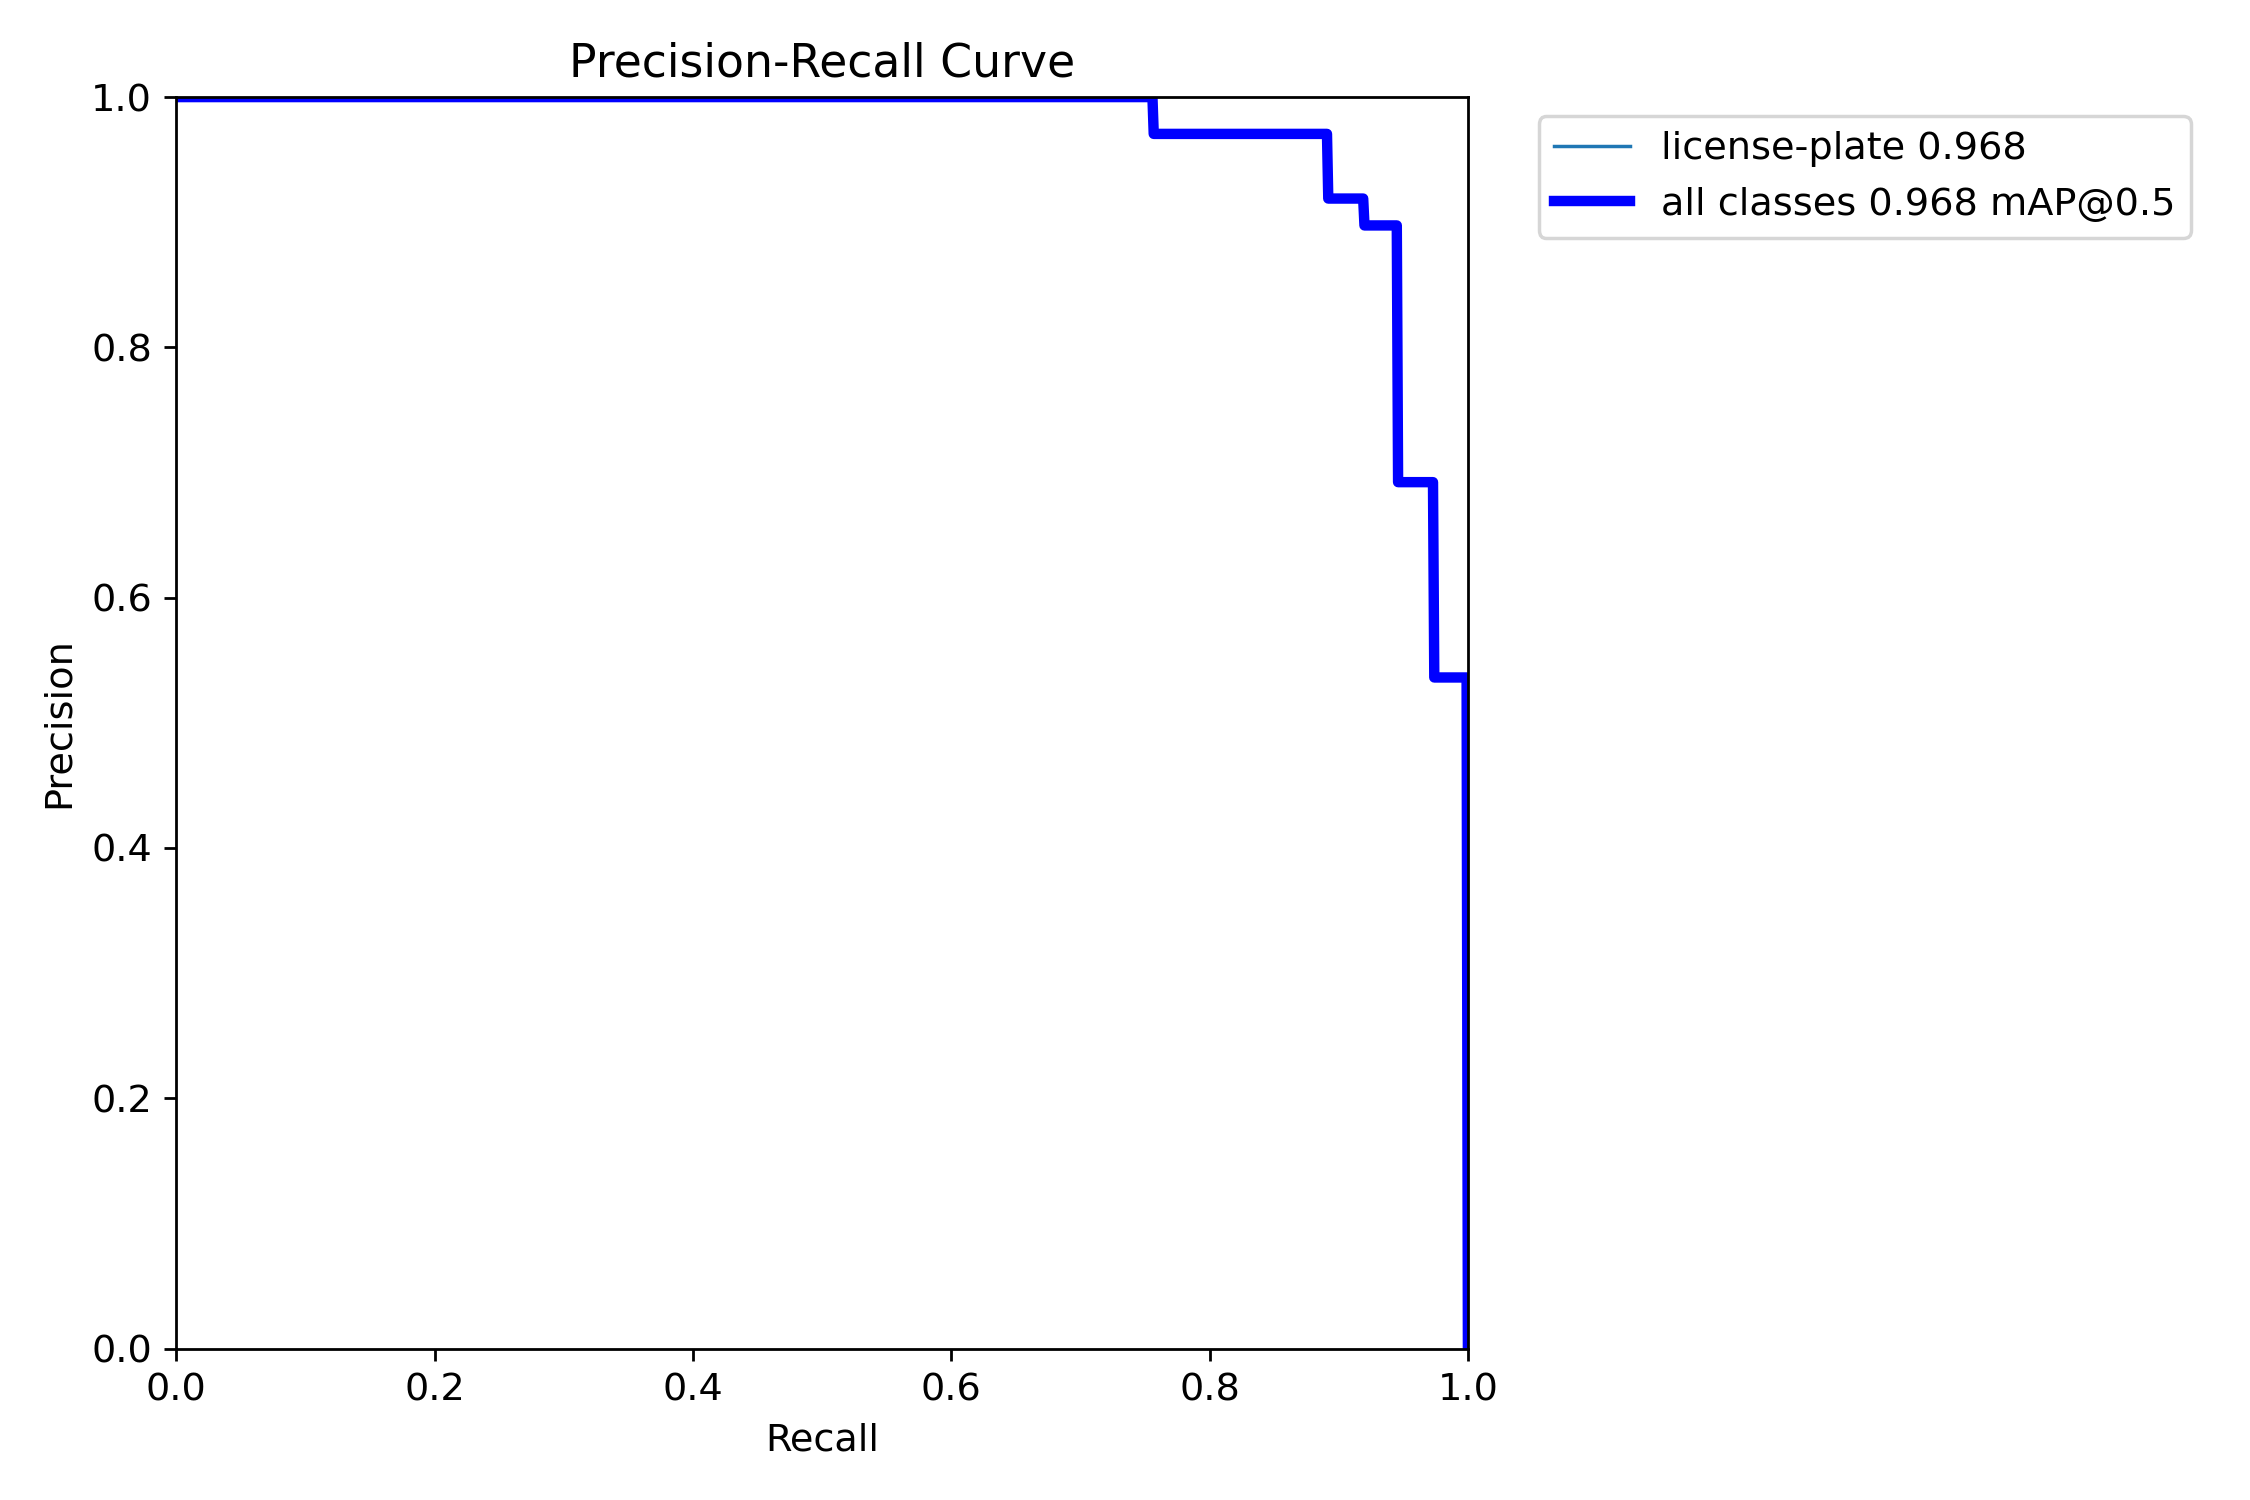 Precision-Recall Curve
1.0
0.8
0.6
0.4
0.2
0.0
Precision
0.0 0.2 0.4 0.6 0.8 1.0
Recall
license-plate 0.968
all classes 0.968 mAP@0.5